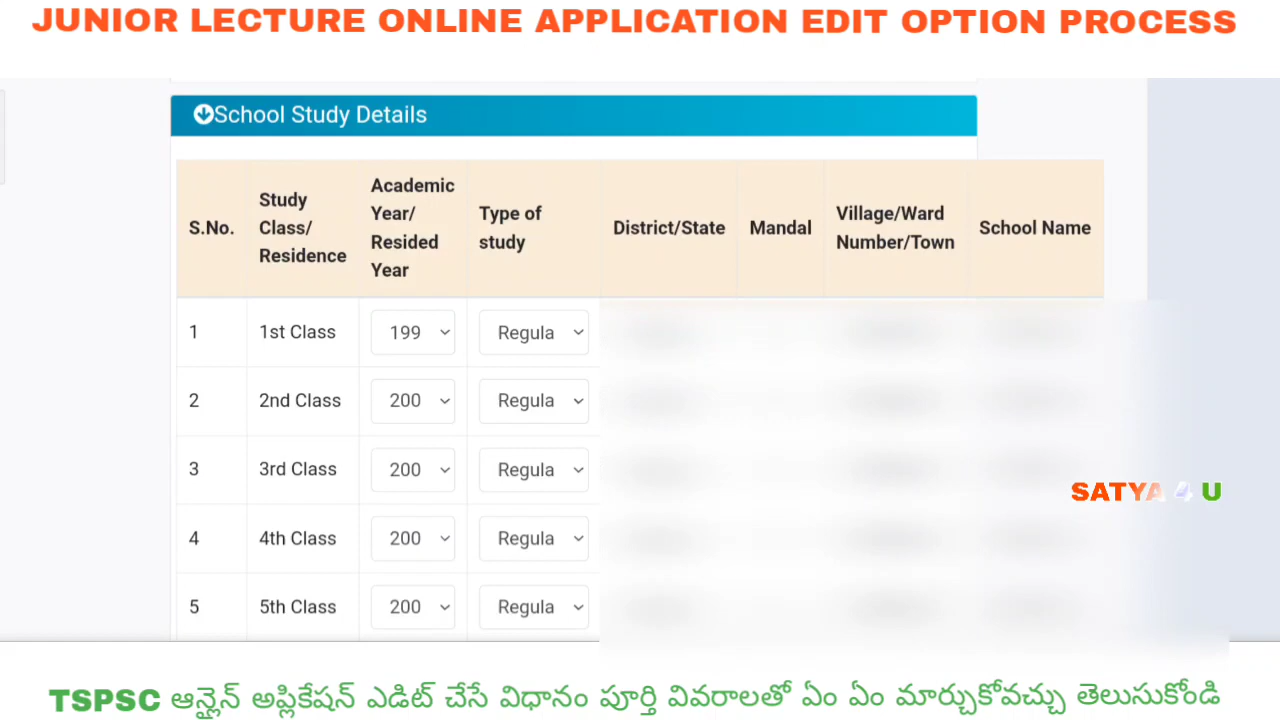 JUNIOR LECTURE ONLINE APPLICATION EDIT OPTION PROCESS
School Study Details
S.No.
Study
Class/
Residence
Academic
Year/
Resided
Year
Type of
study
District/State
Mandal
Village/Ward
Number/Town
School Name
1 1st Class 199 Regula
2 2nd Class 200 Regula
3 3rd Class 200 Regula
4 4th Class 200 Regula
5 5th Class 200 Regula
SATYA 4 U
TSPSC ఆన్లైన్ అప్లికేషన్ ఎడిట్ చేసే విధానం పూర్తి వివరాలతో ఏం ఏం మార్చుకోవచ్చు తెలుసుకోండి